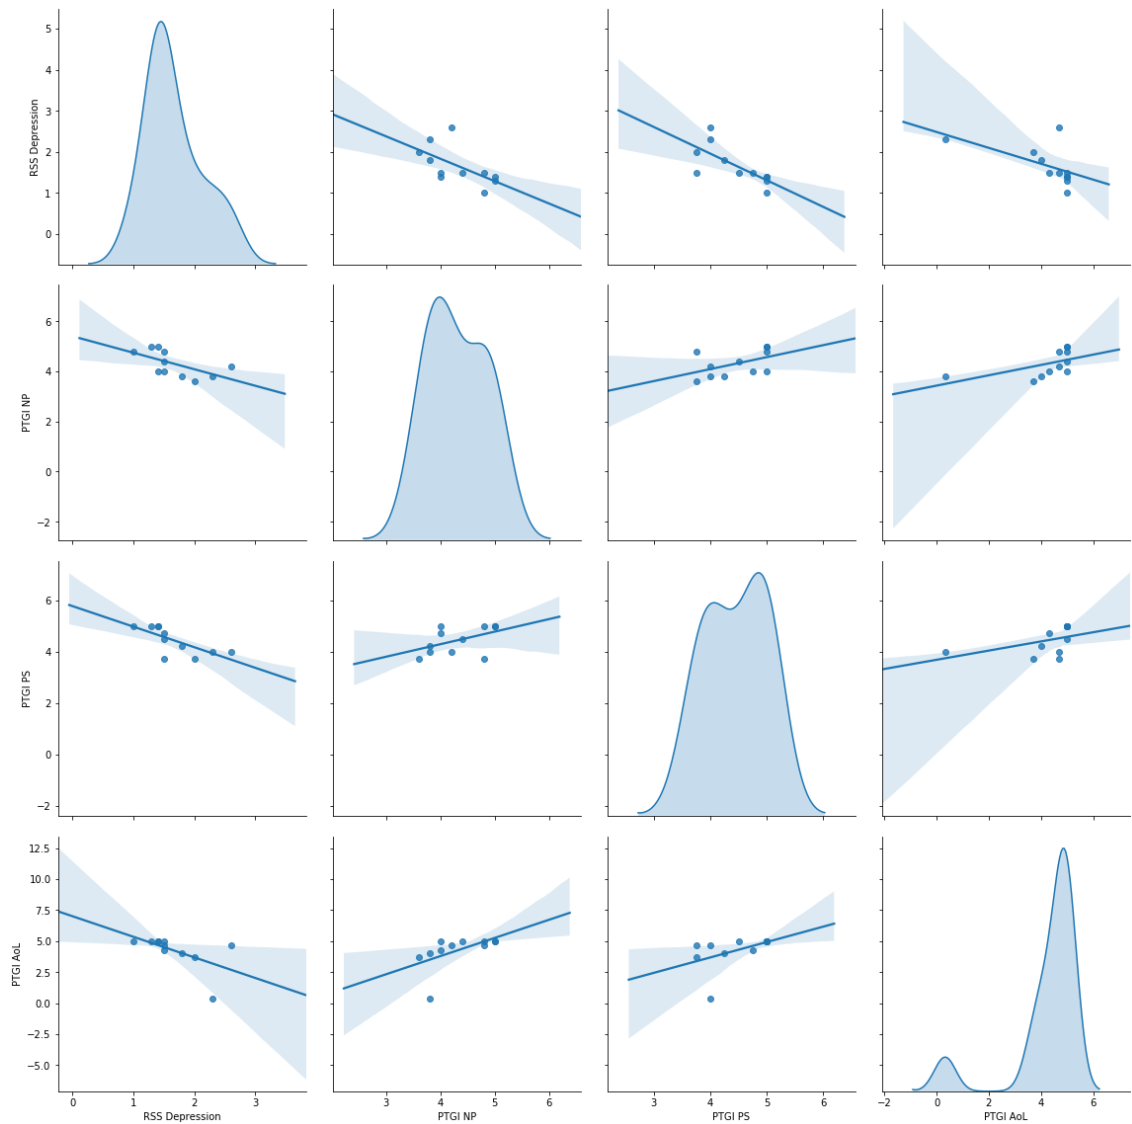 5
4
3
2
1
0
RSS Depression
6
4
2
0
−2
PTGI NP
6
4
2
0
−2
PTGI PS
12.5
10.0
7.5
5.0
2.5
0.0
−2.5
−5.0
PTGI AoL
0 1 2 3
RSS Depression
3 4 5 6
PTGI NP
3 4 5 6
PTGI PS
−2 0 2 4 6
PTGI AoL